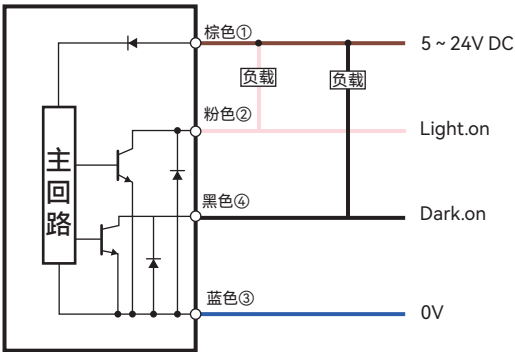 棕色①
5 ~ 24V DC
负载
负载
粉色②
Light.on
主回路
黑色④
Dark.on
蓝色③
0V